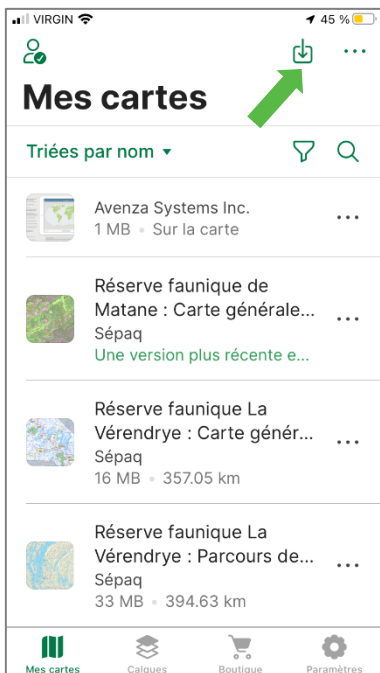 VIRGIN
45 %
Mes cartes
Triées par nom
Avenza Systems Inc.
1 MB • Sur la carte
Réserve faunique de
Matane : Carte générale...
Sépaq
Une version plus récente e...
Réserve faunique La
Vérendrye : Carte génér...
Sépaq
16 MB • 357.05 km
Réserve faunique La
Vérendrye : Parcours de...
Sépaq
33 MB • 394.63 km
Mes cartes
Calques
Boutique
Paramètres